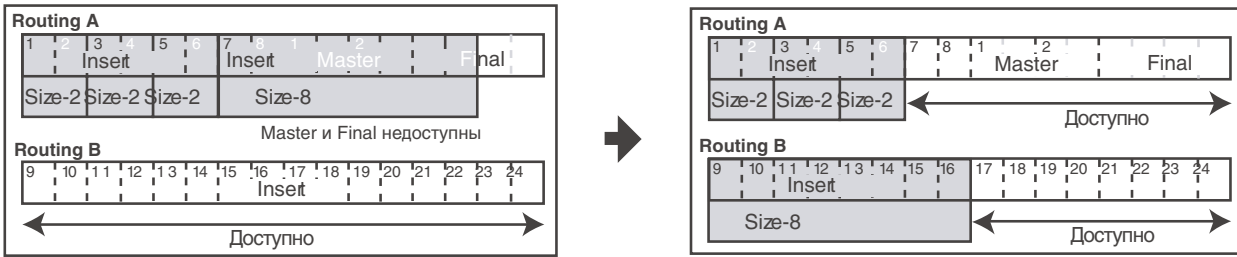 Routing A
1 2 3 4 5 6 7 8 1 2
Insert Insert Master Final
Size-2 Size-2 Size-2 Size-8
Master и Final недоступны
Routing B
9 10 11 12 13 14 15 16 17 18 19 20 21 22 23 24
Insert
Доступно
Routing A
1 2 3 4 5 6 7 8 1 2
Insert Master Final
Size-2 Size-2 Size-2
Доступно
Routing B
9 10 11 12 13 14 15 16 17 18 19 20 21 22 23 24
Insert
Size-8
Доступно